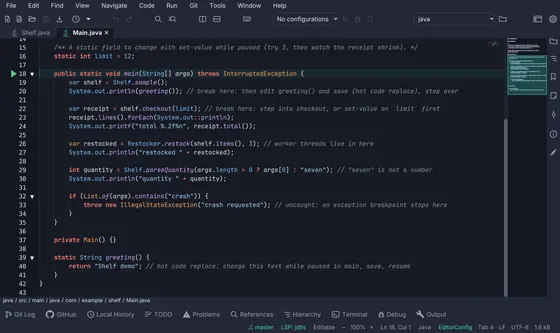 File Edit Find View Navigate Code Run Refactor Git Tools Window Help
No configurations java
Shelf.java Main.java
14
15 /** A static field to change with set-value while paused (try 3, then watch the receipt shrink). */
16 static int limit = 12;
17
18 public static void main(String[] args) throws InterruptedException {
19 var shelf = Shelf.sample();
20 System.out.println(greeting()); // break here: then edit greeting() and save (hot code replace), step over
21
22 var receipt = shelf.checkout(limit); // break here: step into checkout, or set-value on `limit` first
23 receipt.lines().forEach(System.out::println);
24 System.out.printf("total %.2f%n", receipt.total());
25
26 var restocked = Restocker.restock(shelf.items(), 3); // worker threads live in here
27 System.out.println("restocked " + restocked);
28
29 int quantity = Shelf.parseQuantity(args.length > 0 ? args[0] : "seven"); // "seven" is not a number
30 System.out.println("quantity " + quantity);
31
32 if (List.of(args).contains("crash")) {
33 throw new IllegalStateException("crash requested"); // uncaught: an exception breakpoint stops here
34 }
35 }
36
37 private Main() {}
38
39 static String greeting() {
40 return "Shelf demo"; // hot code replace: change this text while paused in main, save, resume
41 }
42 }
43
java / src / main / java / com / example / shelf / Main.java
Git Log GitHub Local History TODO Problems References Hierarchy Terminal Debug Output
master LSP: jdtls Editable − 100% + Ln 18, Col 1 Java EditorConfig Tab 4 · LF · UTF-8 1.8 kB